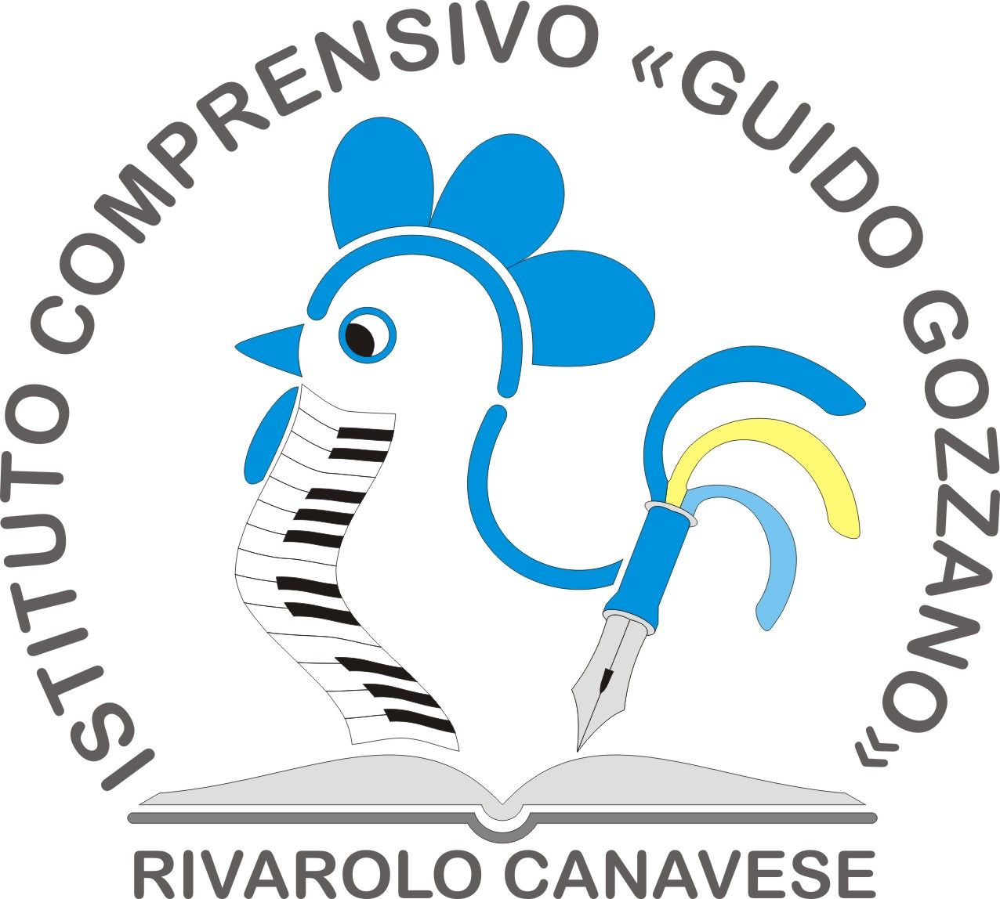 ISTITUTO COMPRENSIVO «GUIDO GOZZANO»
RIVAROLO CANAVESE